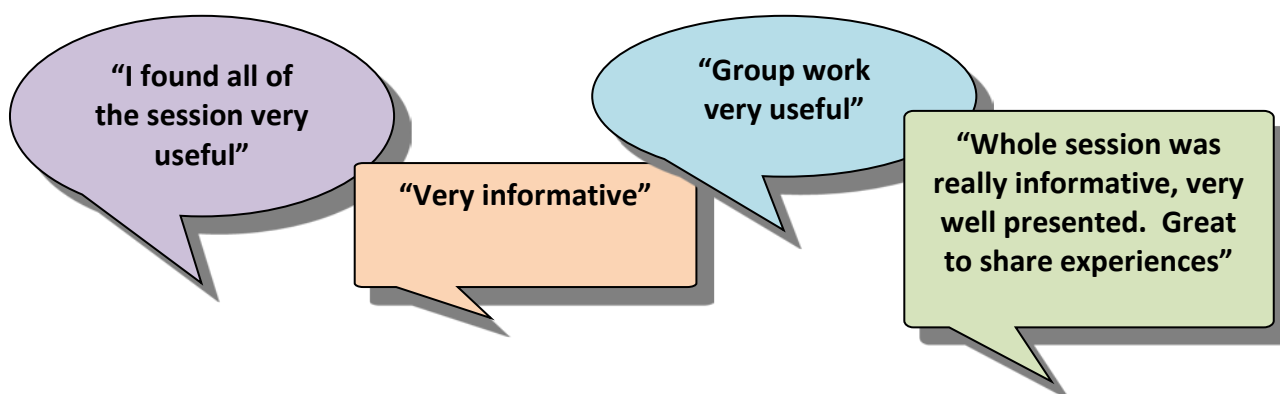 “I found all of
the session very
useful”
“Very informative”
“Group work
very useful”
“Whole session was
really informative, very
well presented.  Great
to share experiences”